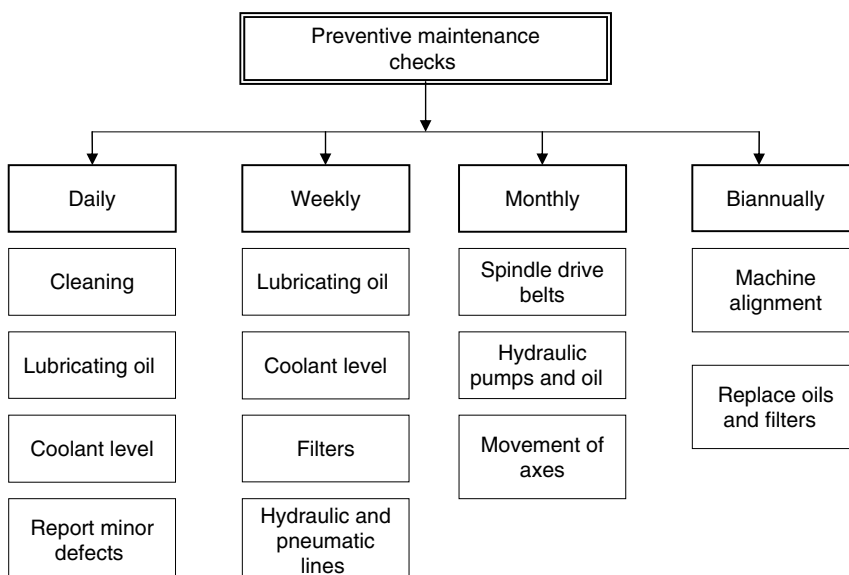 Preventive maintenance
checks
Daily
Weekly
Monthly
Biannually
Cleaning
Lubricating oil
Spindle drive
belts
Machine
alignment
Lubricating oil
Coolant level
Hydraulic
pumps and oil
Replace oils
and filters
Coolant level
Filters
Movement of
axes
Report minor
defects
Hydraulic and
pneumatic
lines